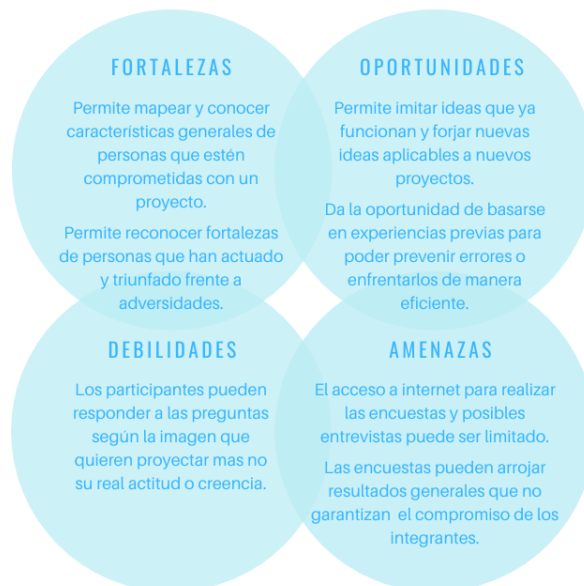 FORTALEZAS
Permite mapear y conocer
características generales de
personas que estén
comprometidas con un
proyecto.
Permite reconocer fortalezas
de personas que han actuado
y triunfado frente a
adversidades.
OPORTUNIDADES
Permite imitar ideas que ya
funcionan y forjar nuevas
ideas aplicables a nuevos
proyectos.
Da la oportunidad de basarse
en experiencias previas para
poder prevenir errores o
enfrentarlos de manera
eficiente.
DEBILIDADES
Los participantes pueden
responder a las preguntas
según la imagen que
quieren proyectar mas no
su real actitud o creencia.
AMENAZAS
El acceso a internet para realizar
las encuestas y posibles
entrevistas puede ser limitado.
Las encuestas pueden arrojar
resultados generales que no
garantizan el compromiso de los
integrantes.